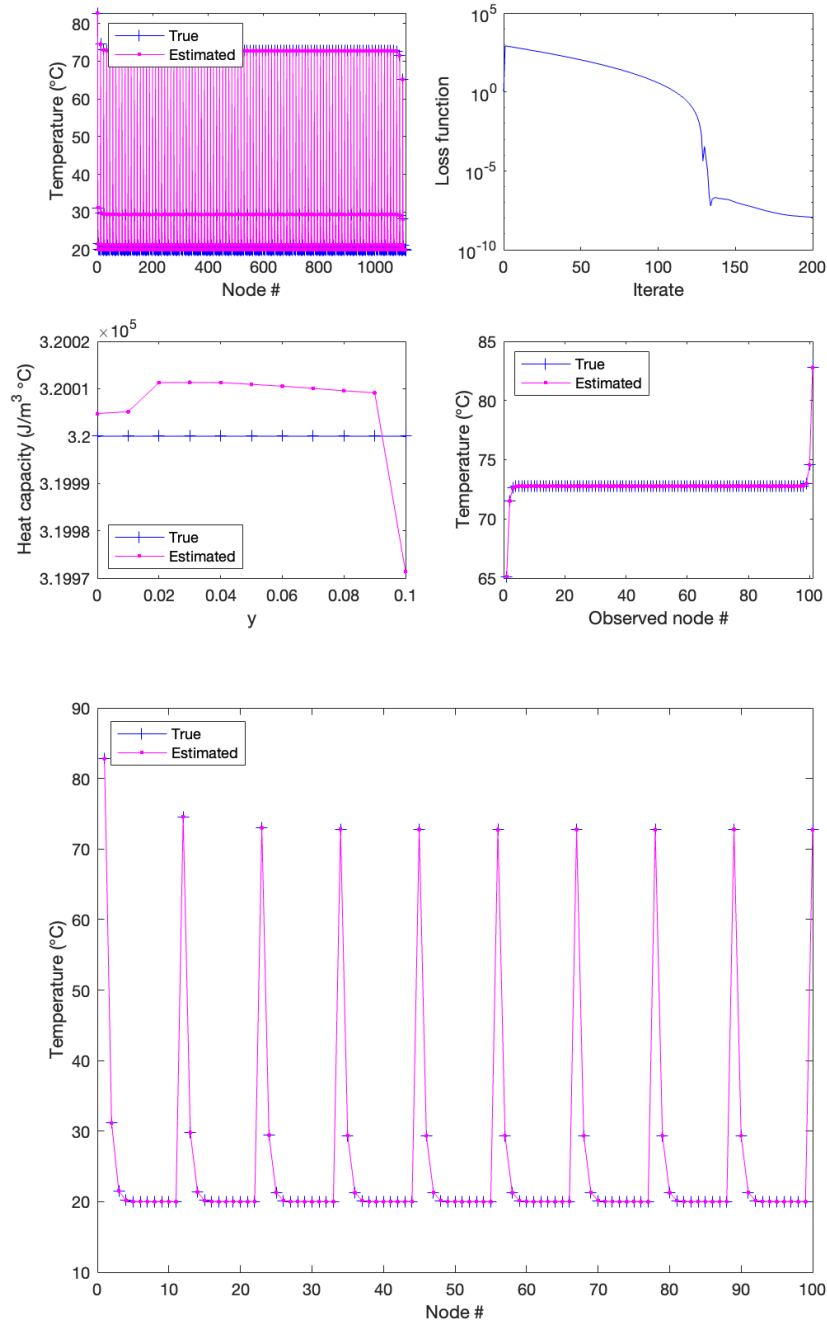 80
70
60
50
40
30
20
0 200 400 600 800 1000
Temperature (°C)
Node #
True
Estimated
10^5
10^0
10^-5
10^-10
0 50 100 150 200
Loss function
Iterate
× 10^5
3.2002
3.2001
3.2
3.1999
3.1998
3.1997
0 0.02 0.04 0.06 0.08 0.1
Heat capacity (J/m^3 °C)
y
True
Estimated
85
80
75
70
65
0 20 40 60 80 100
Temperature (°C)
Observed node #
True
Estimated
90
80
70
60
50
40
30
20
10
0 10 20 30 40 50 60 70 80 90 100
Temperature (°C)
Node #
True
Estimated